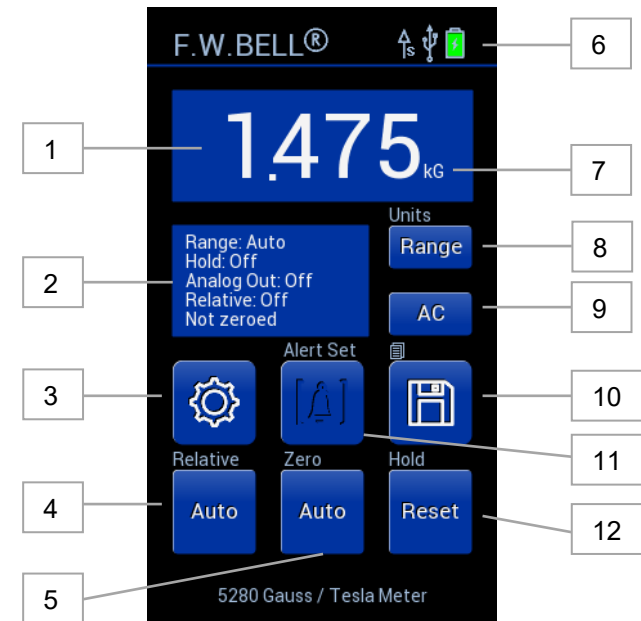 F.W.BELL®
S
6
1
1.475
kG
7
Units
Range
8
2
Range: Auto
Hold: Off
Analog Out: Off
Relative: Off
Not zeroed
AC
9
Alert Set
3
10
11
Relative
Zero
Hold
4
Auto
Auto
Reset
12
5
5280 Gauss / Tesla Meter